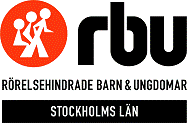 rbu
RÖRELSEHINDRADE BARN & UNGDOMAR
STOCKHOLMS LÄN